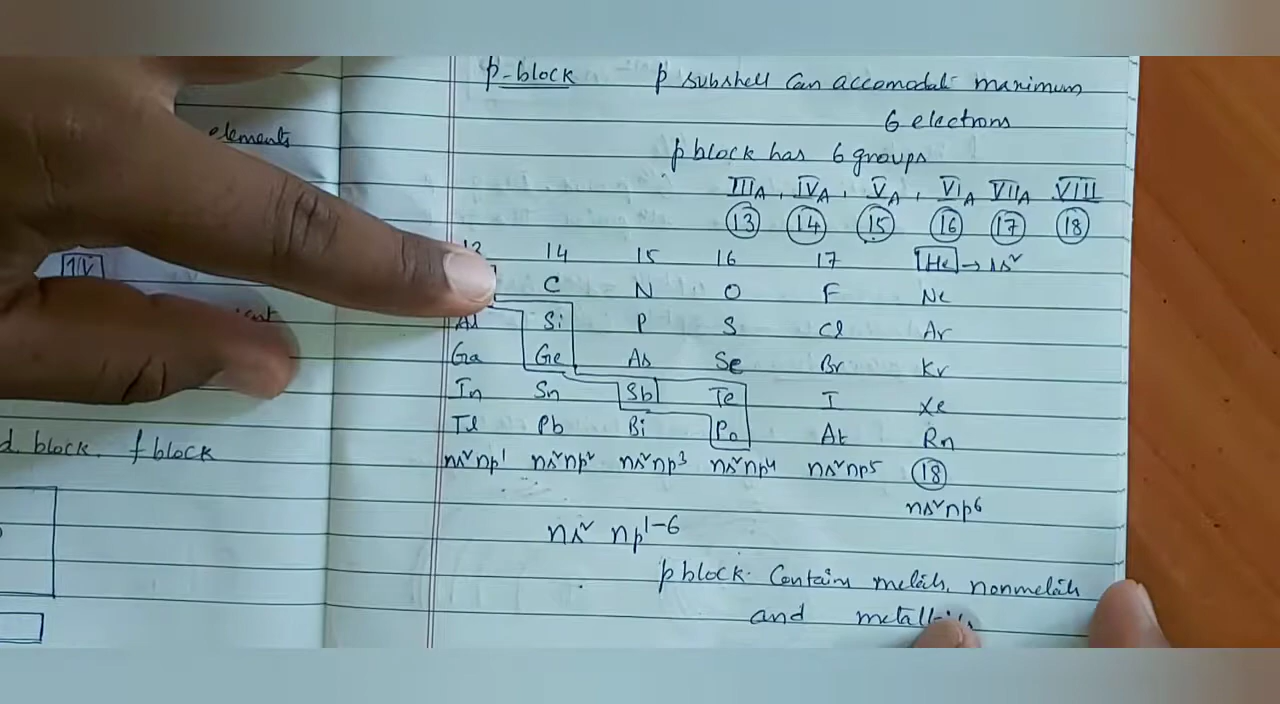 p-block p subshell can accomodate maximum
6 electrons
elements
p block has 6 groups
IIIA, IVA, VA, VIA VIIA VIII
13 14 15 16 17 18
13 14 15 16 17 He → 1s²
IV
C N O F Ne
Al Si P S Cl Ar
Ga Ge As Se Br Kr
In Sn Sb Te I Xe
Tl Pb Bi Po At Rn
d block. f block
ns²np¹ ns²np² ns²np³ ns²np⁴ ns²np⁵ 18
ns²np⁶
ns² np¹⁻⁶
p block. Contain metals, nonmetals
and